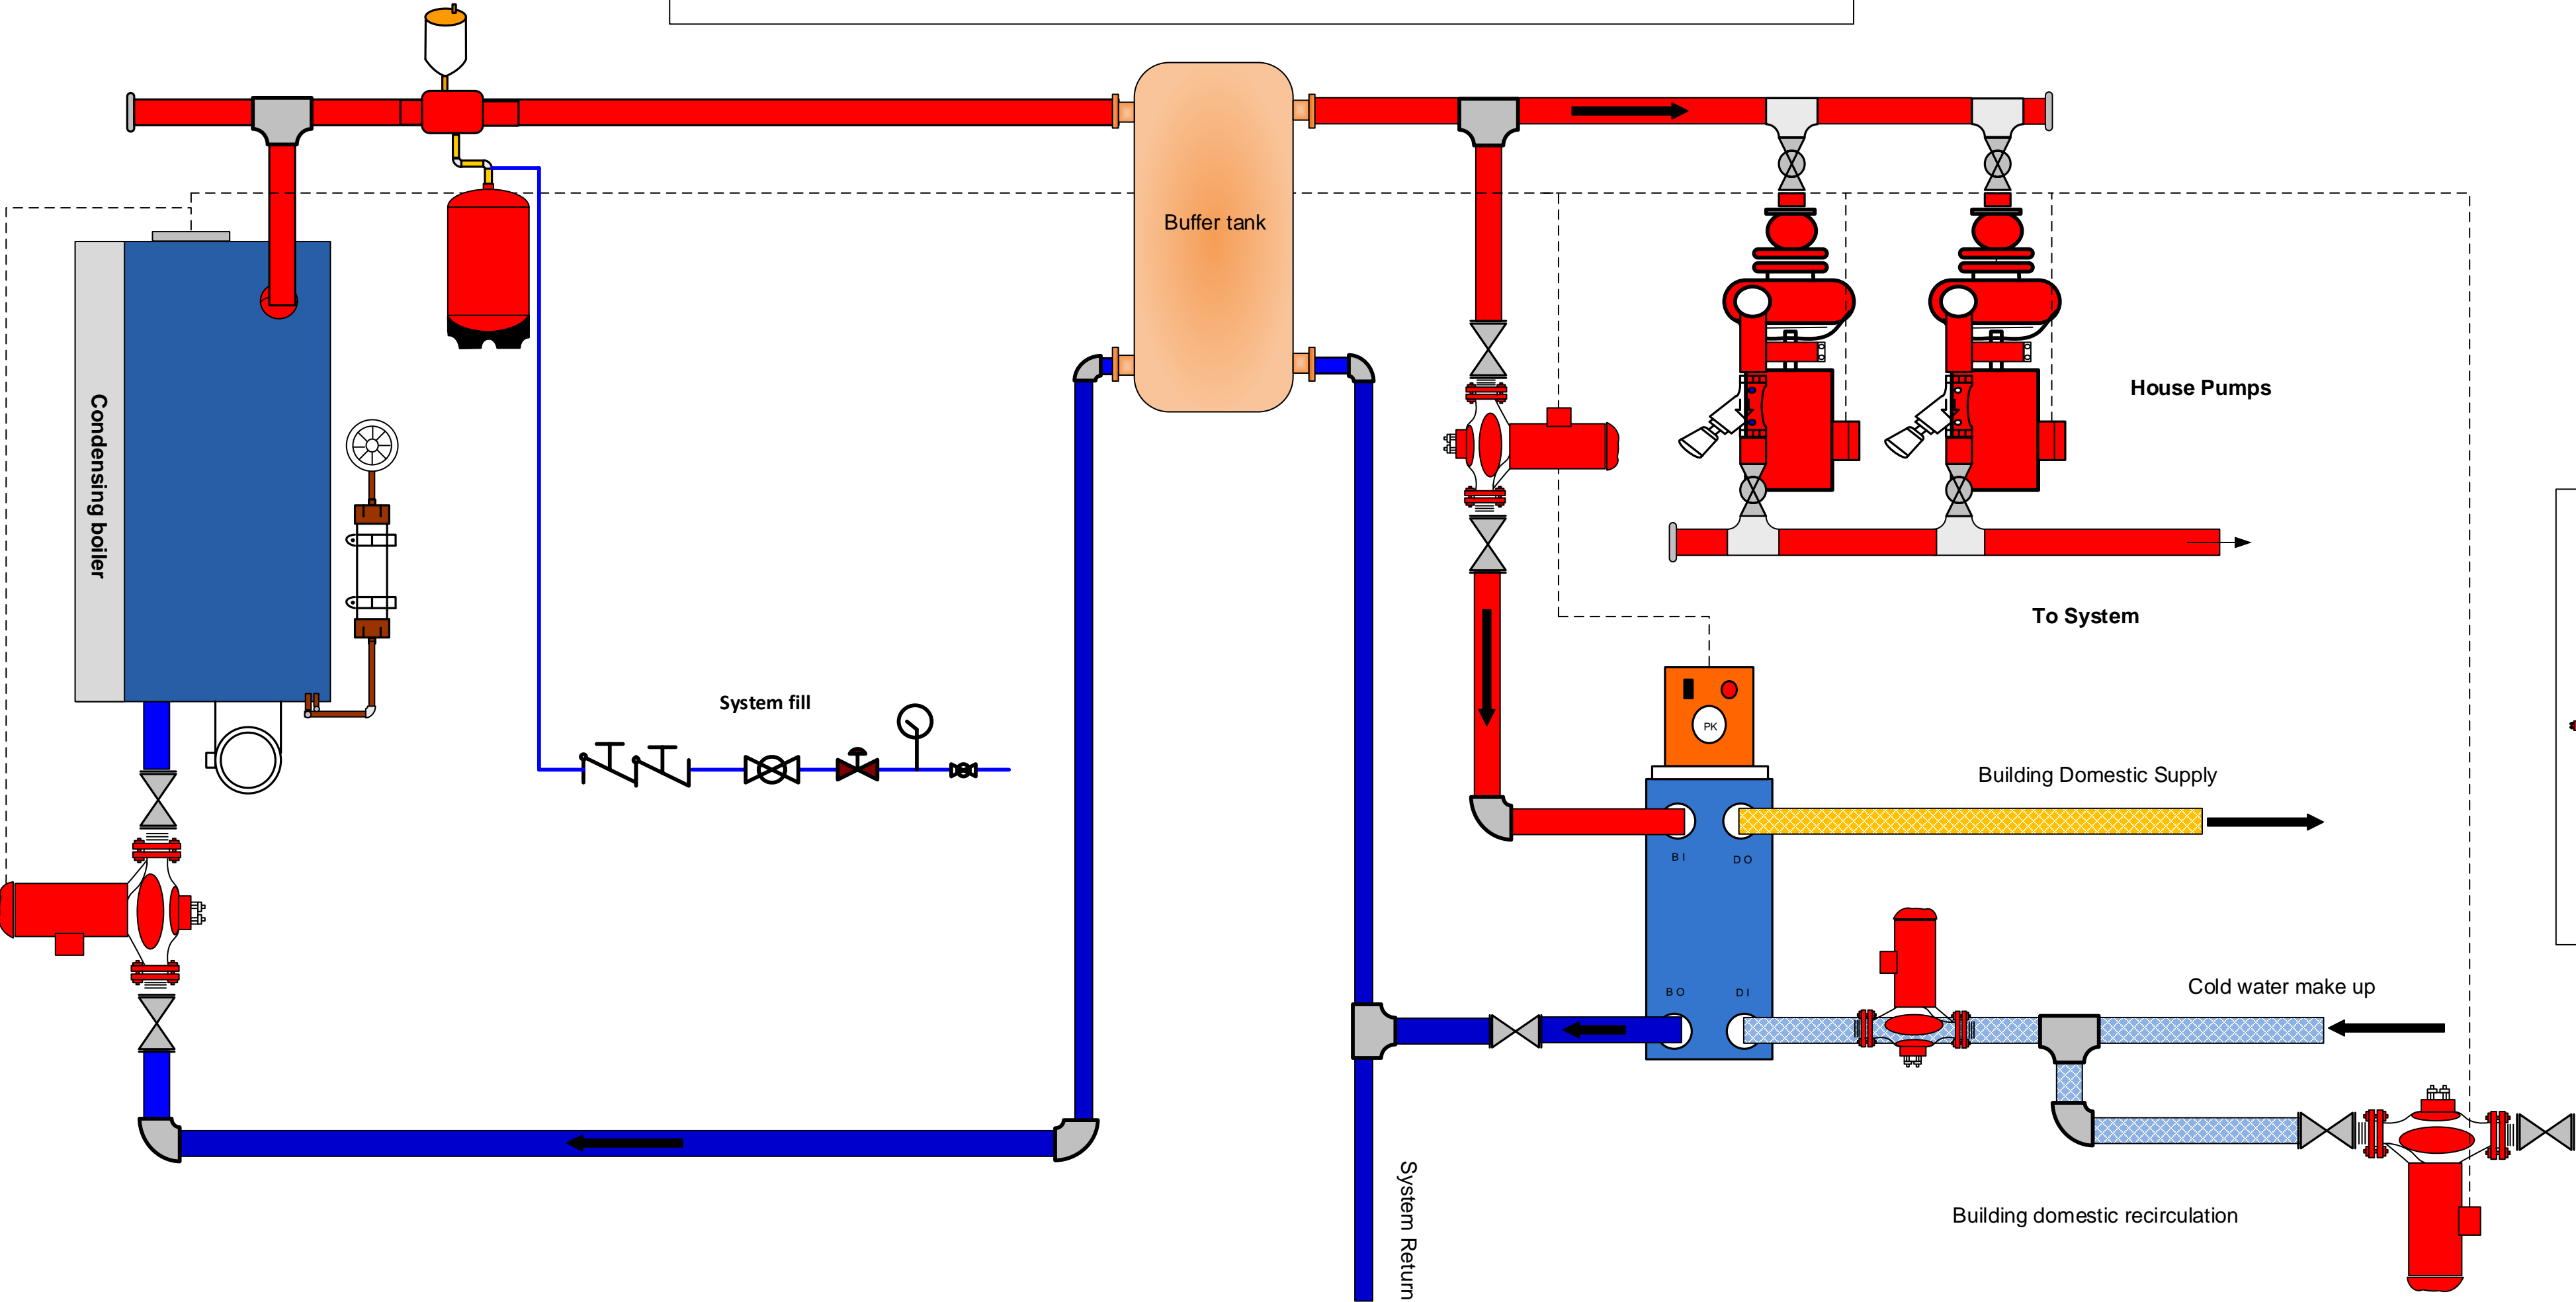 Buffer tank
House Pumps
Condensing boiler
To System
System fill
PK
Building Domestic Supply
B I
D O
Cold water make up
B O
D I
System Return
Building domestic recirculation